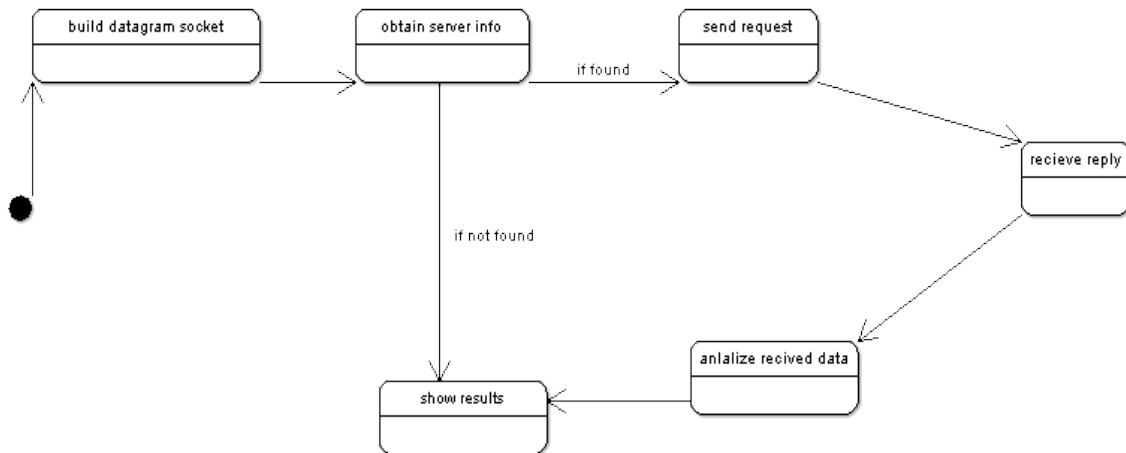 build datagram socket
obtain server info
send request
if found
recieve reply
if not found
anlalize recived data
show results